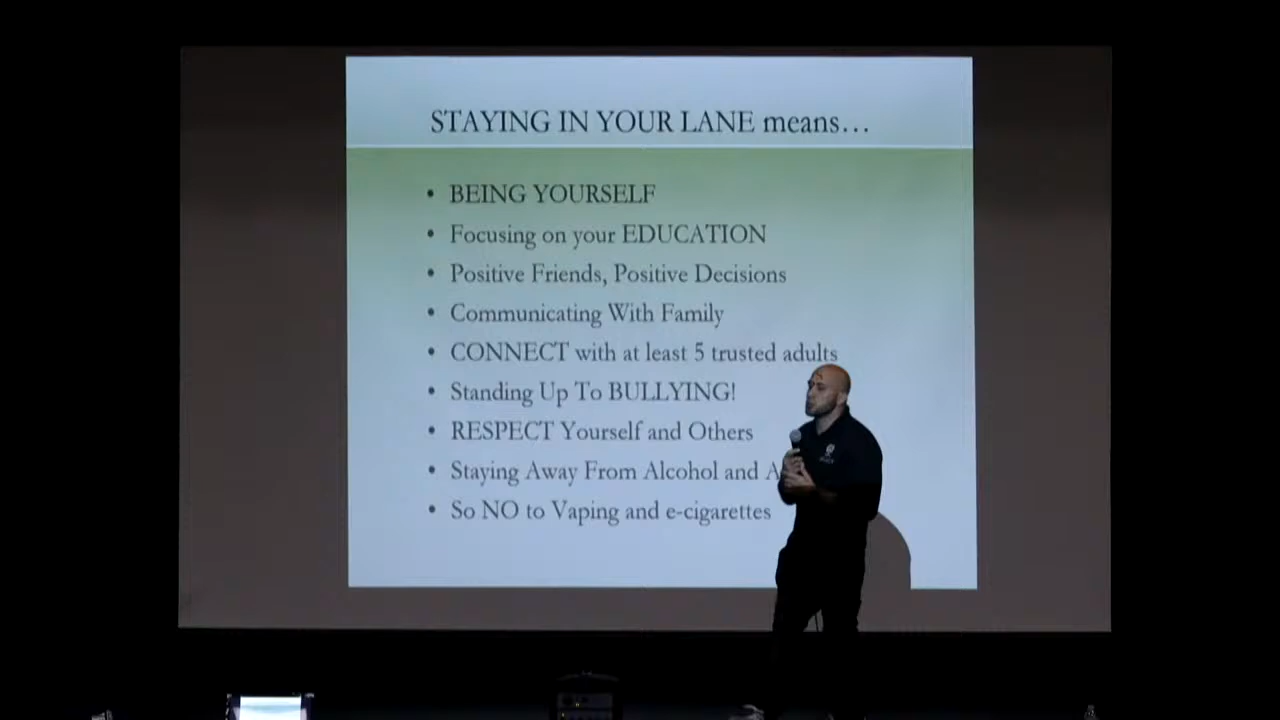 STAYING IN YOUR LANE means…
• BEING YOURSELF
• Focusing on your EDUCATION
• Positive Friends, Positive Decisions
• Communicating With Family
• CONNECT with at least 5 trusted adults
• Standing Up To BULLYING!
• RESPECT Yourself and Others
• Staying Away From Alcohol and
• So NO to Vaping and e-cigarettes